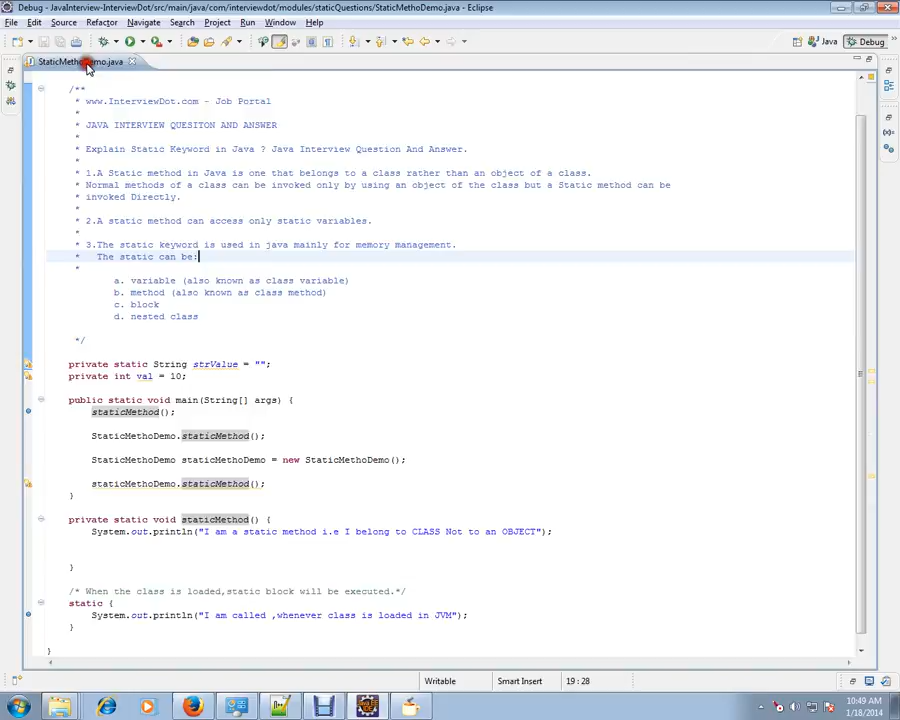 Debug - JavaInterview-InterviewDot/src/main/java/com/interviewdot/modules/staticQuestions/StaticMethoDemo.java - Eclipse
File Edit Source Refactor Navigate Search Project Run Window Help
Java Debug
StaticMethoDemo.java
/**
* www.InterviewDot.com - Job Portal
*
* JAVA INTERVIEW QUESITON AND ANSWER
*
* Explain Static Keyword in Java ? Java Interview Question And Answer.
*
* 1.A Static method in Java is one that belongs to a class rather than an object of a class.
* Normal methods of a class can be invoked only by using an object of the class but a Static method can be
* invoked Directly.
*
* 2.A static method can access only static variables.
*
* 3.The static keyword is used in java mainly for memory management.
* The static can be:
*
a. variable (also known as class variable)
b. method (also known as class method)
c. block
d. nested class
*/
private static String strValue = "";
private int val = 10;
public static void main(String[] args) {
staticMethod();
StaticMethoDemo.staticMethod();
StaticMethoDemo staticMethoDemo = new StaticMethoDemo();
staticMethoDemo.staticMethod();
}
private static void staticMethod() {
System.out.println("I am a static method i.e I belong to CLASS Not to an OBJECT");
}
/* When the class is loaded,static block will be executed.*/
static {
System.out.println("I am called ,whenever class is loaded in JVM");
}
}
Writable Smart Insert 19 : 28
10:49 AM
1/18/2014